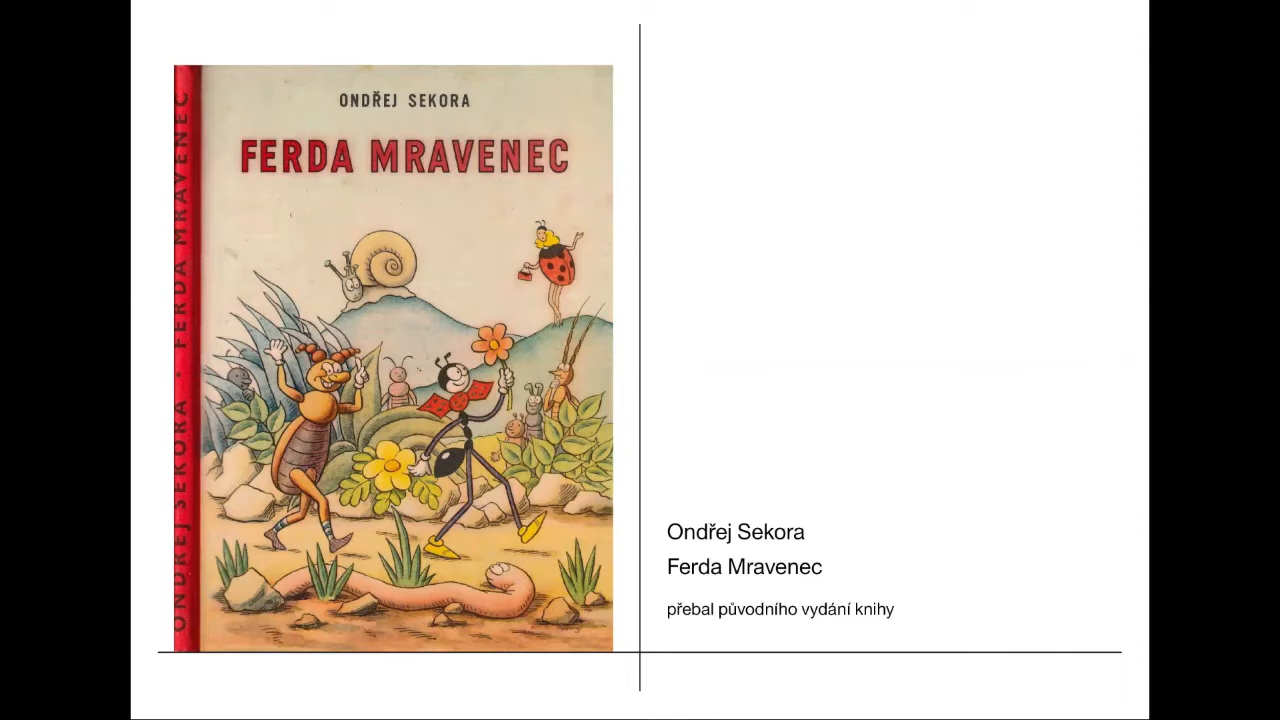 ONDŘEJ SEKORA
FERDA MRAVENEC
ONDŘEJ SEKORA • FERDA MRAVENEC
Ondřej Sekora
Ferda Mravenec
přebal původního vydání knihy